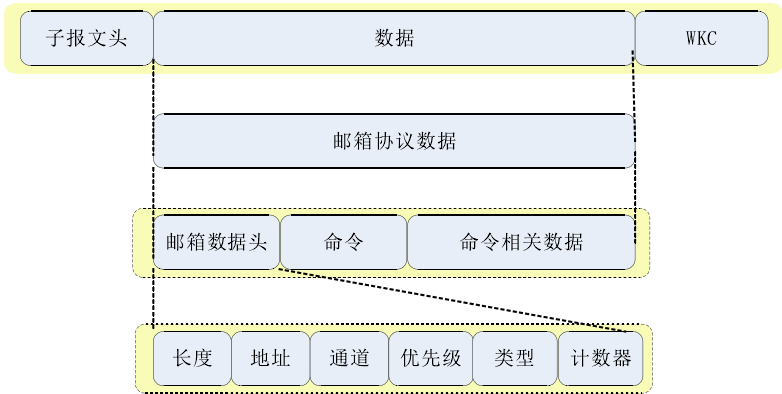 子报文头 数据 WKC
邮箱协议数据
邮箱数据头 命令 命令相关数据
长度 地址 通道 优先级 类型 计数器